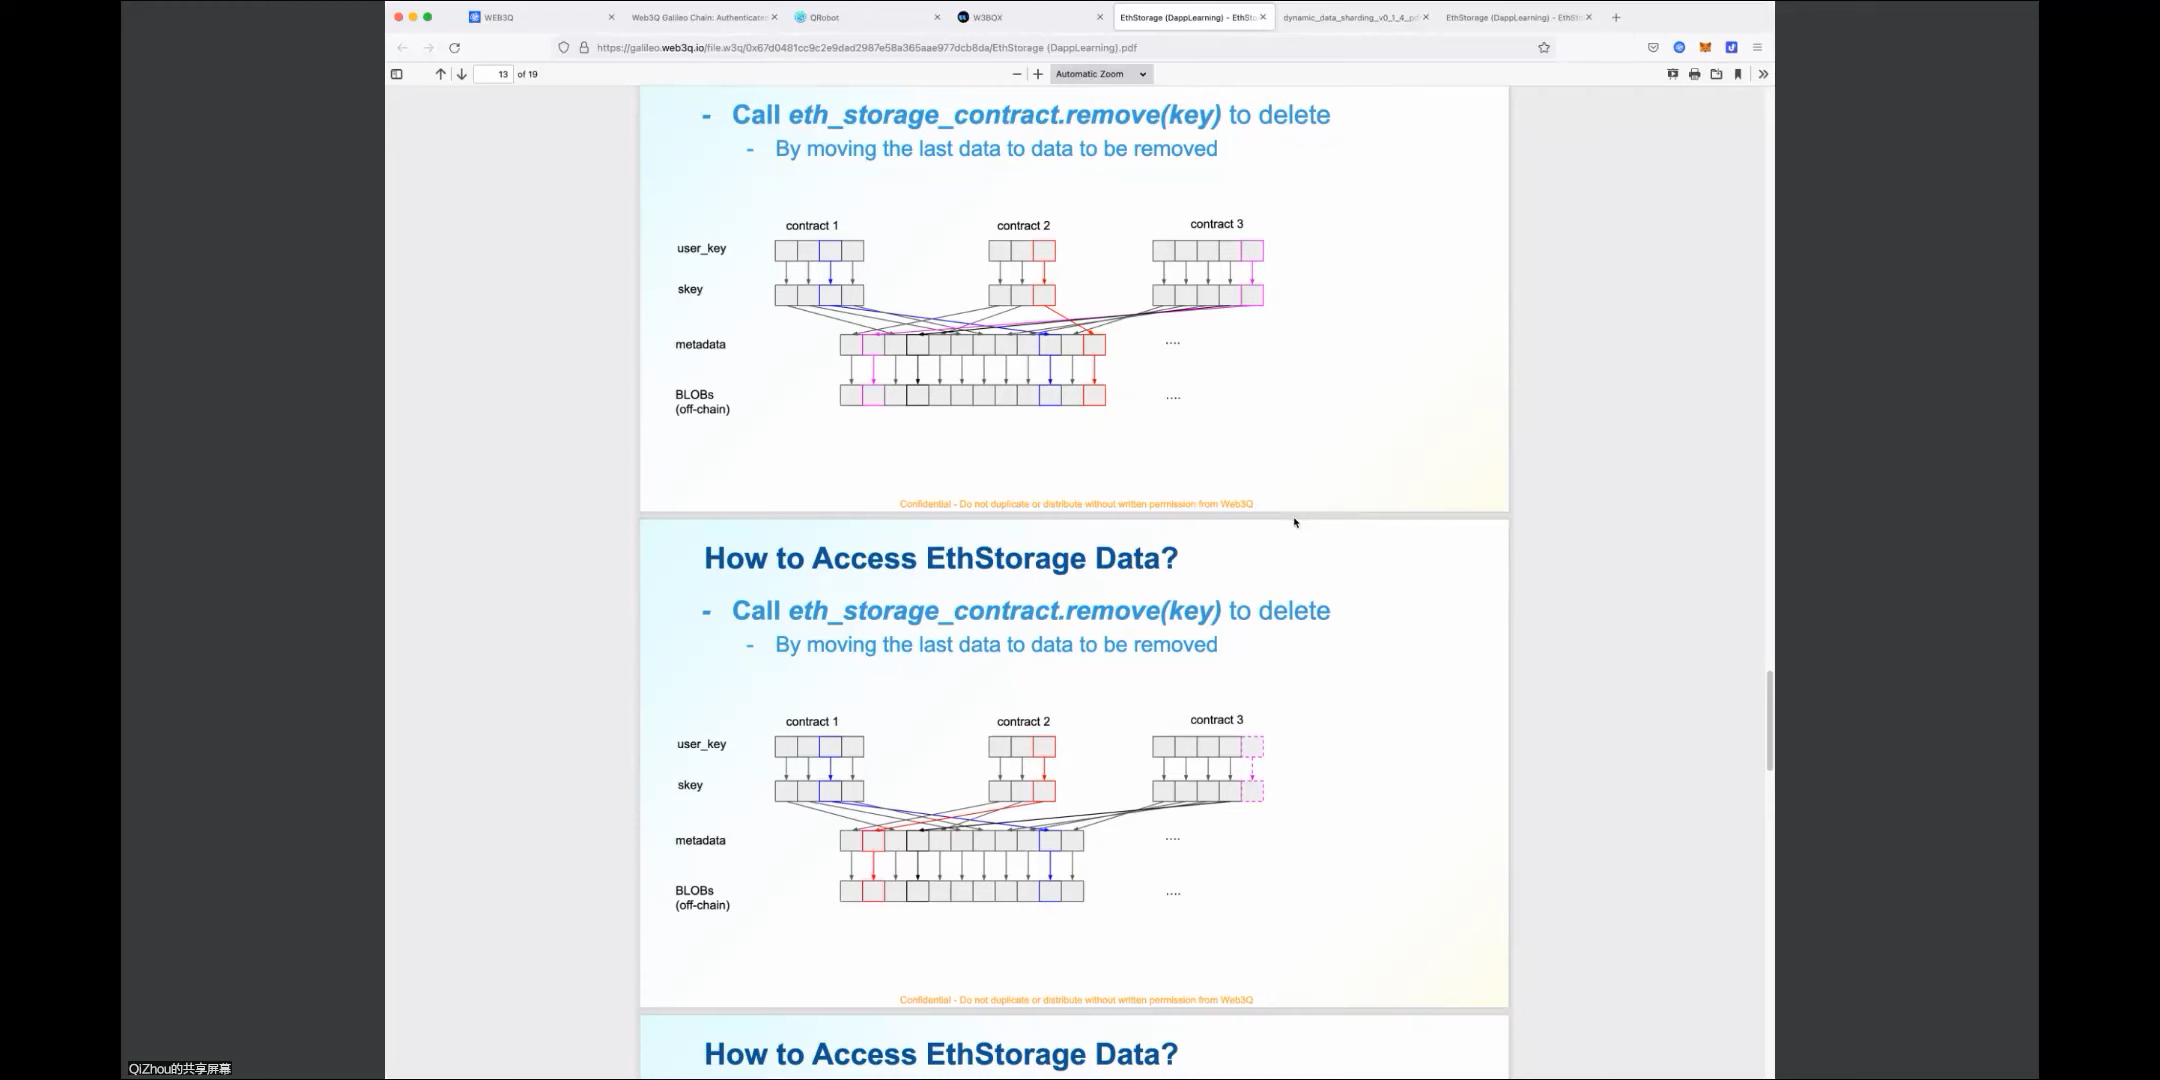 WEB3Q
Web3Q Galileo Chain: Authenticate
QRobot
W3BOX
EthStorage (DappLearning) - EthSto
dynamic_data_sharding_v0_1_4_pd
EthStorage (DappLearning) - EthSto
https://galileo.web3q.io/file.w3q/0x67d0481cc9c2e9dad2987e58a365aae977dcb8da/EthStorage (DappLearning).pdf
13 of 19
Automatic Zoom
- Call eth_storage_contract.remove(key) to delete
- By moving the last data to data to be removed
contract 1 contract 2 contract 3
user_key
skey
metadata ....
BLOBs ....
(off-chain)
Confidential - Do not duplicate or distribute without written permission from Web3Q
How to Access EthStorage Data?
- Call eth_storage_contract.remove(key) to delete
- By moving the last data to data to be removed
contract 1 contract 2 contract 3
user_key
skey
metadata ....
BLOBs ....
(off-chain)
Confidential - Do not duplicate or distribute without written permission from Web3Q
How to Access EthStorage Data?
QiZhou的共享屏幕